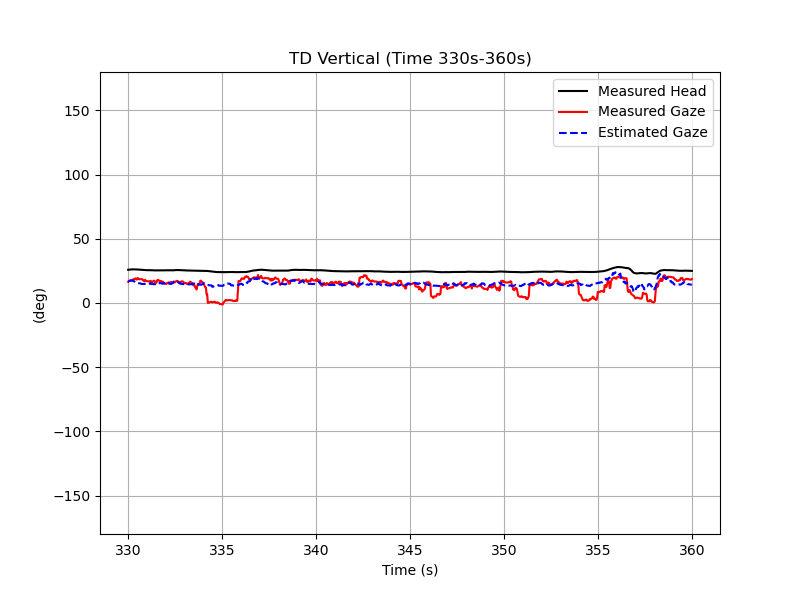 TD Vertical (Time 330s-360s)
Measured Head
Measured Gaze
Estimated Gaze
150
100
50
0
−50
−100
−150
(deg)
330
335
340
345
350
355
360
Time (s)